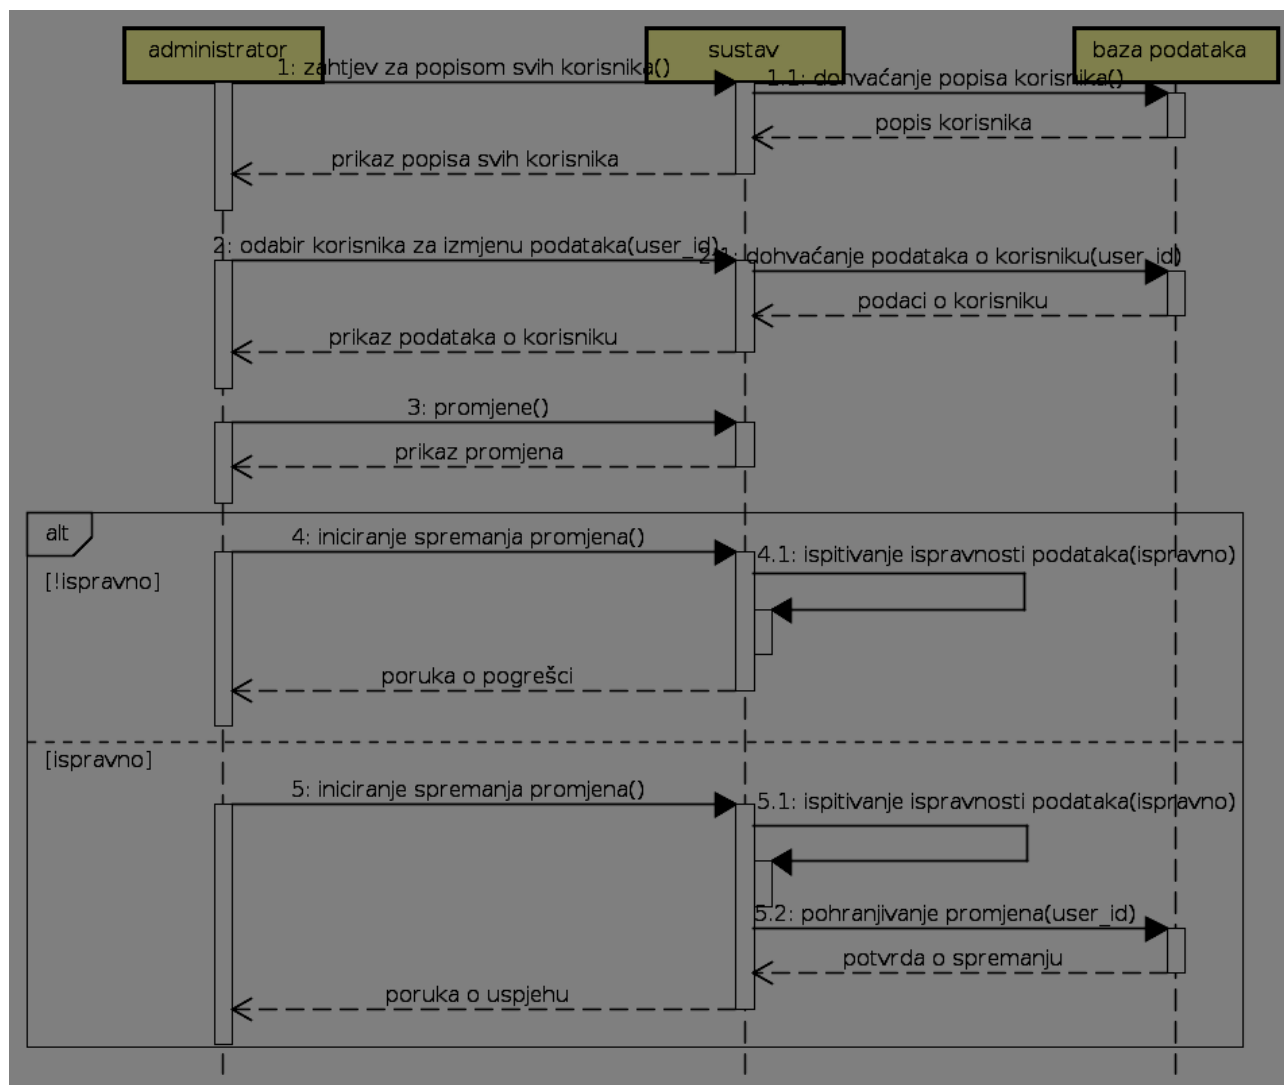 administrator
sustav
baza podataka
1: zahtjev za popisom svih korisnika()
1.1: dohvaćanje popisa korisnika()
popis korisnika
prikaz popisa svih korisnika
2: odabir korisnika za izmjenu podataka(user_id)
2.1: dohvaćanje podataka o korisniku(user_id)
podaci o korisniku
prikaz podataka o korisniku
3: promjene()
prikaz promjena
alt
4: iniciranje spremanja promjena()
4.1: ispitivanje ispravnosti podataka(ispravno)
[!ispravno]
poruka o pogrešci
[ispravno]
5: iniciranje spremanja promjena()
5.1: ispitivanje ispravnosti podataka(ispravno)
5.2: pohranjivanje promjena(user_id)
potvrda o spremanju
poruka o uspjehu